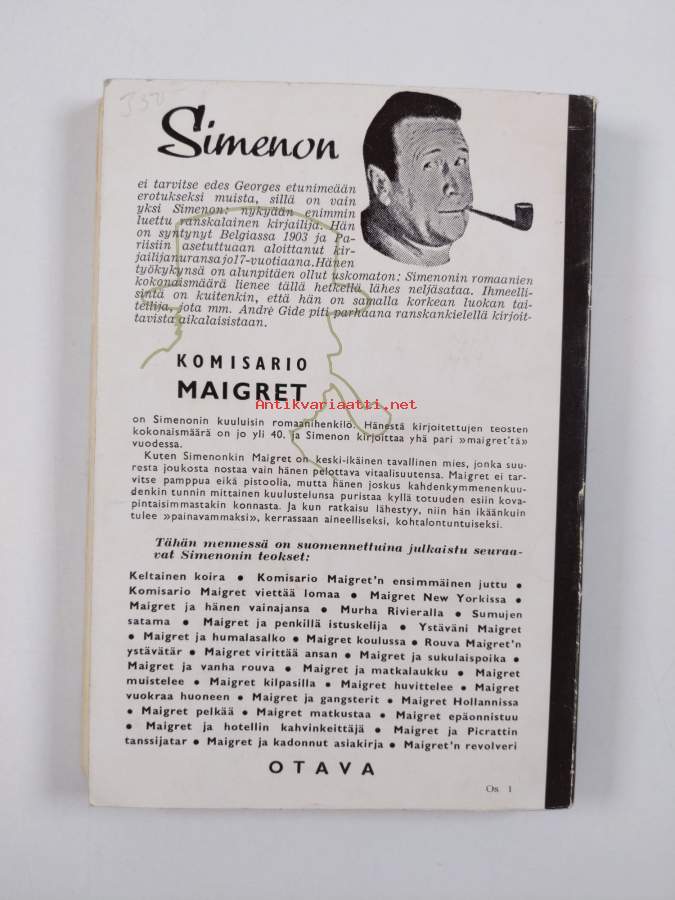 350
Simenon
ei tarvitse edes Georges etunimeään
erotukseksi muista, sillä on vain
yksi Simenon: nykyään enimmin
luettu ranskalainen kirjailija. Hän
on syntynyt Belgiassa 1903 ja Pa-
riisiin asetuttuaan aloittanut kir-
jailijanuransa jo 17-vuotiaana. Hänen
työkykynsä on alunpitäen ollut uskomaton: Simenonin romaanien
kokonaismäärä lienee tällä hetkellä lähes neljäsataa. Ihmeelli-
sintä on kuitenkin, että hän on samalla korkean luokan tai-
teilija, jota mm. Andrè Gide piti parhaana ranskankielellä kirjoit-
tavista aikalaisistaan.
KOMISARIO
MAIGRET
Antikvariaatti.net
on Simenonin kuuluisin romaanihenkilö. Hänestä kirjoitettujen teosten
kokonaismäärä on jo yli 40, ja Simenon kirjoittaa yhä pari »maigret'tä»
vuodessa.
Kuten Simenonkin Maigret on keski-ikäinen tavallinen mies, jonka suu-
resta joukosta nostaa vain hänen pelottava vitaalisuutensa. Maigret ei tar-
vitse pamppua eikä pistoolia, mutta hänen joskus kahdenkymmenenkuu-
denkin tunnin mittainen kuulustelunsa puristaa kyllä totuuden esiin kova-
pintaisimmastakin konnasta. Ja kun ratkaisu lähestyy, niin hän ikäänkuin
tulee »painavammaksi», kerrassaan aineelliseksi, kohtalontuntuiseksi.
Tähän mennessä on suomennettuina julkaistu seuraa-
vat Simenonin teokset:
Keltainen koira • Komisario Maigret'n ensimmäinen juttu •
Komisario Maigret viettää lomaa • Maigret New Yorkissa •
Maigret ja hänen vainajansa • Murha Rivieralla • Sumujen
satama • Maigret ja penkillä istuskelija • Ystäväni Maigret
• Maigret ja humalasalko • Maigret koulussa • Rouva Maigret'n
ystävätär • Maigret virittää ansan • Maigret ja sukulaispoika •
Maigret ja vanha rouva • Maigret ja matkalaukku • Maigret
muistelee • Maigret kilpasilla • Maigret huvittelee • Maigret
vuokraa huoneen • Maigret ja gangsterit • Maigret Hollannissa
• Maigret pelkää • Maigret matkustaa • Maigret epäonnistuu
• Maigret ja hotellin kahvinkeittäjä • Maigret ja Picrattin
tanssijatar • Maigret ja kadonnut asiakirja • Maigret'n revolveri
OTAVA
Os. 1